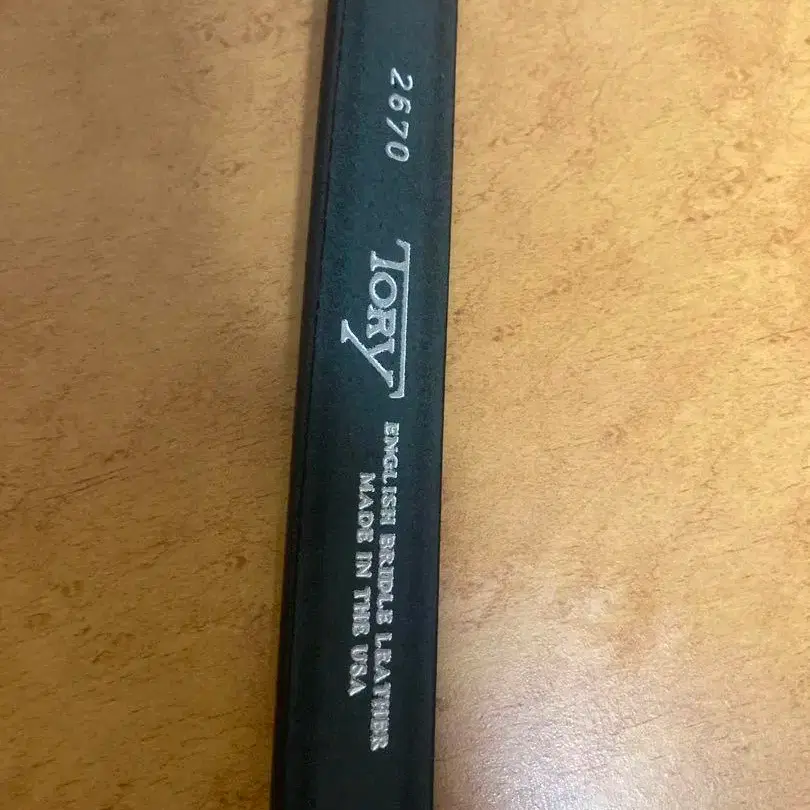 2670
TORY
ENGLISH BRIDLE LEATHER
MADE IN THE USA